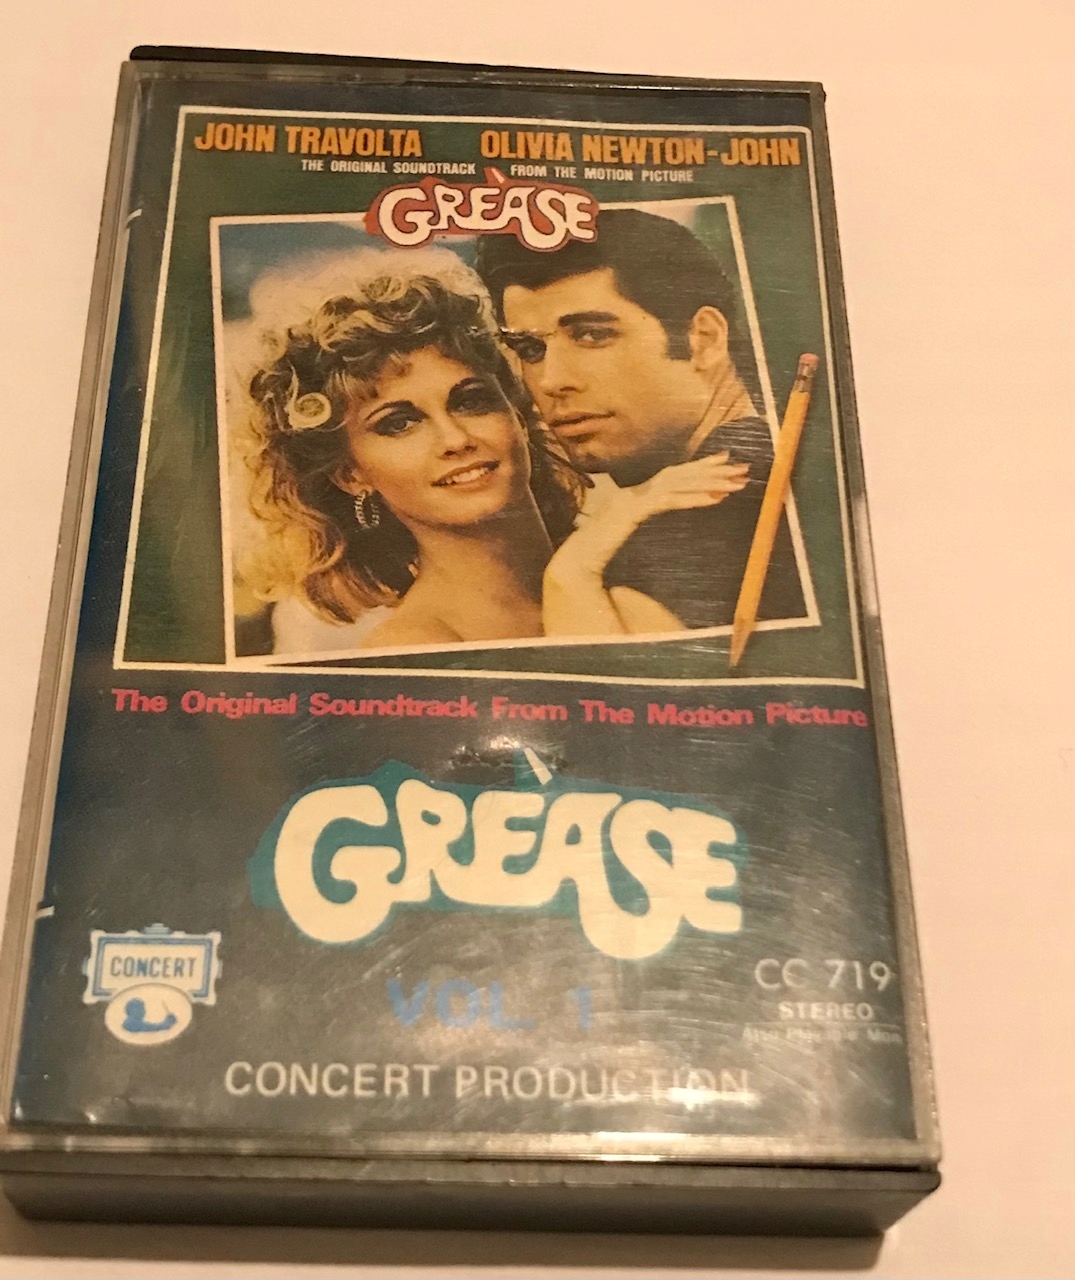 JOHN TRAVOLTA OLIVIA NEWTON-JOHN
THE ORIGINAL SOUNDTRACK FROM THE MOTION PICTURE
GREASE
The Original Soundtrack From The Motion Picture
GREASE
CONCERT
VOL. 1
CC 719
STEREO
CONCERT PRODUCTION